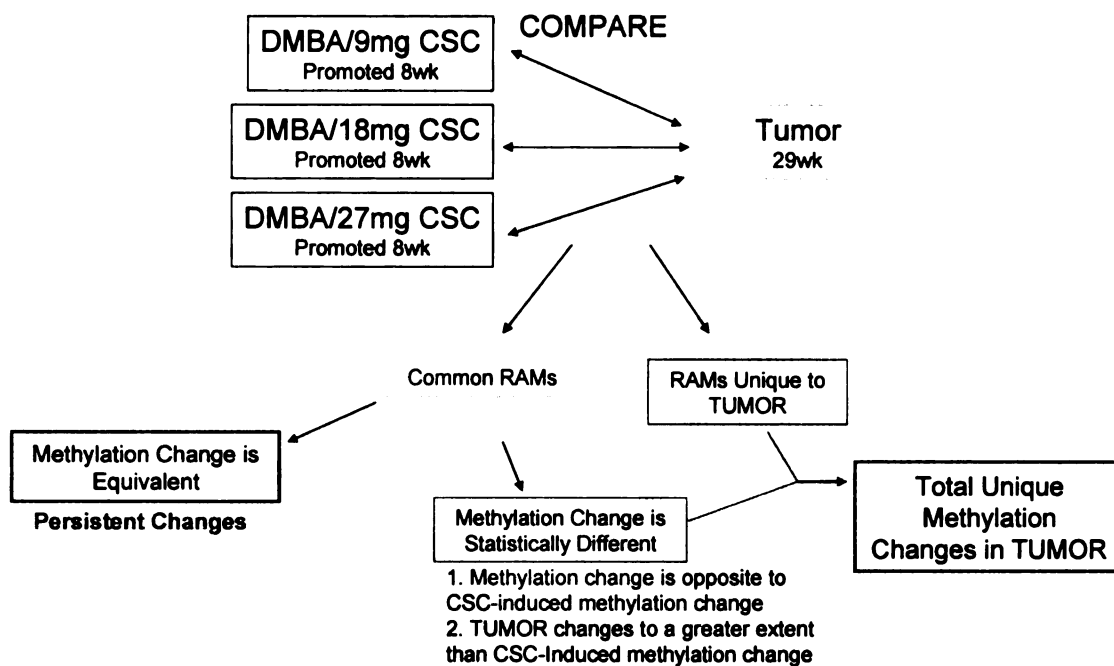 DMBA/9mg CSC
Promoted 8wk
COMPARE
DMBA/18mg CSC
Promoted 8wk
Tumor
29wk
DMBA/27mg CSC
Promoted 8wk
Common RAMs
RAMs Unique to
TUMOR
Methylation Change is
Equivalent
Persistent Changes
Methylation Change is
Statistically Different
1. Methylation change is opposite to
CSC-induced methylation change
2. TUMOR changes to a greater extent
than CSC-Induced methylation change
Total Unique
Methylation
Changes in TUMOR